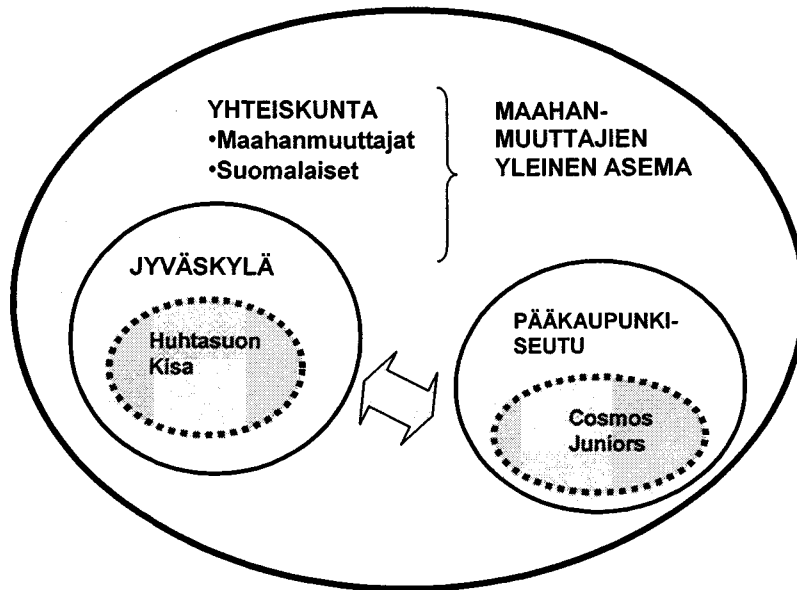 YHTEISKUNTA
•Maahanmuuttajat
•Suomalaiset
MAAHAN-
MUUTTAJIEN
YLEINEN ASEMA
JYVÄSKYLÄ
Huhtasuon
Kisa
PÄÄKAUPUNKI-
SEUTU
Cosmos
Juniors